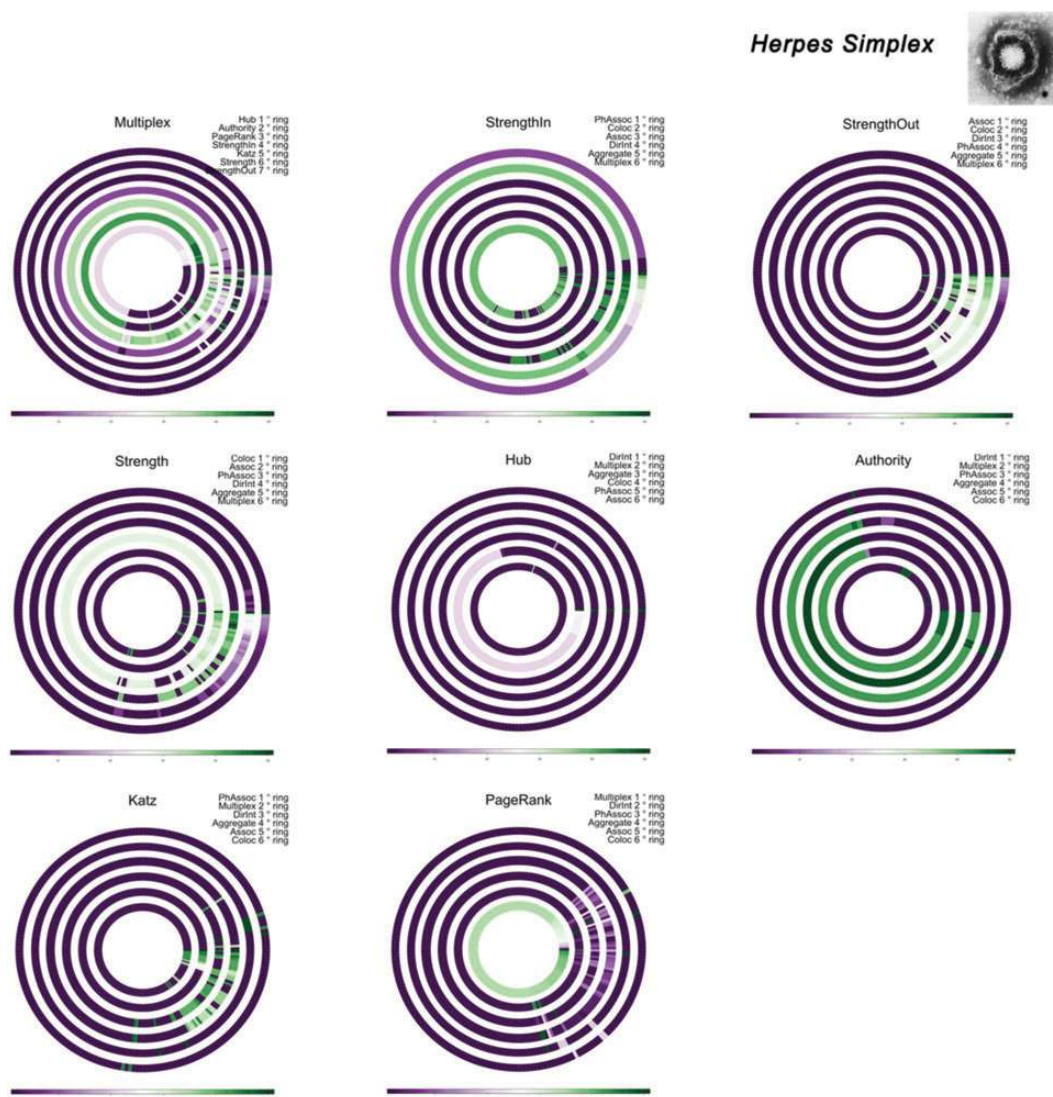 Herpes Simplex
Multiplex
Hub 1 ° ring
Authority 2 ° ring
PageRank 3 ° ring
StrengthIn 4 ° ring
Katz 5 ° ring
Strength 6 ° ring
7 ° ring
StrengthIn
PhAssoc 1 ° ring
Coloc 2 ° ring
Assoc 3 ° ring
DirInt 4 ° ring
Aggregate 5 ° ring
Multiplex 6 ° ring
StrengthOut
Assoc 1 ° ring
Coloc 2 ° ring
DirInt 3 ° ring
PhAssoc 4 ° ring
Aggregate 5 ° ring
Multiplex 6 ° ring
Strength
Coloc 1 ° ring
Assoc 2 ° ring
PhAssoc 3 ° ring
DirInt 4 ° ring
Aggregate 5 ° ring
Multiplex 6 ° ring
Hub
DirInt 1 ° ring
Multiplex 2 ° ring
Aggregate 3 ° ring
Coloc 4 ° ring
PhAssoc 5 ° ring
Assoc 6 ° ring
Authority
DirInt 1 ° ring
Multiplex 2 ° ring
PhAssoc 3 ° ring
Aggregate 4 ° ring
Assoc 5 ° ring
Coloc 6 ° ring
Katz
PhAssoc 1 ° ring
Multiplex 2 ° ring
DirInt 3 ° ring
Aggregate 4 ° ring
Assoc 5 ° ring
Coloc 6 ° ring
PageRank
Multiplex 1 ° ring
DirInt 2 ° ring
PhAssoc 3 ° ring
Aggregate 4 ° ring
Assoc 5 ° ring
Coloc 6 ° ring